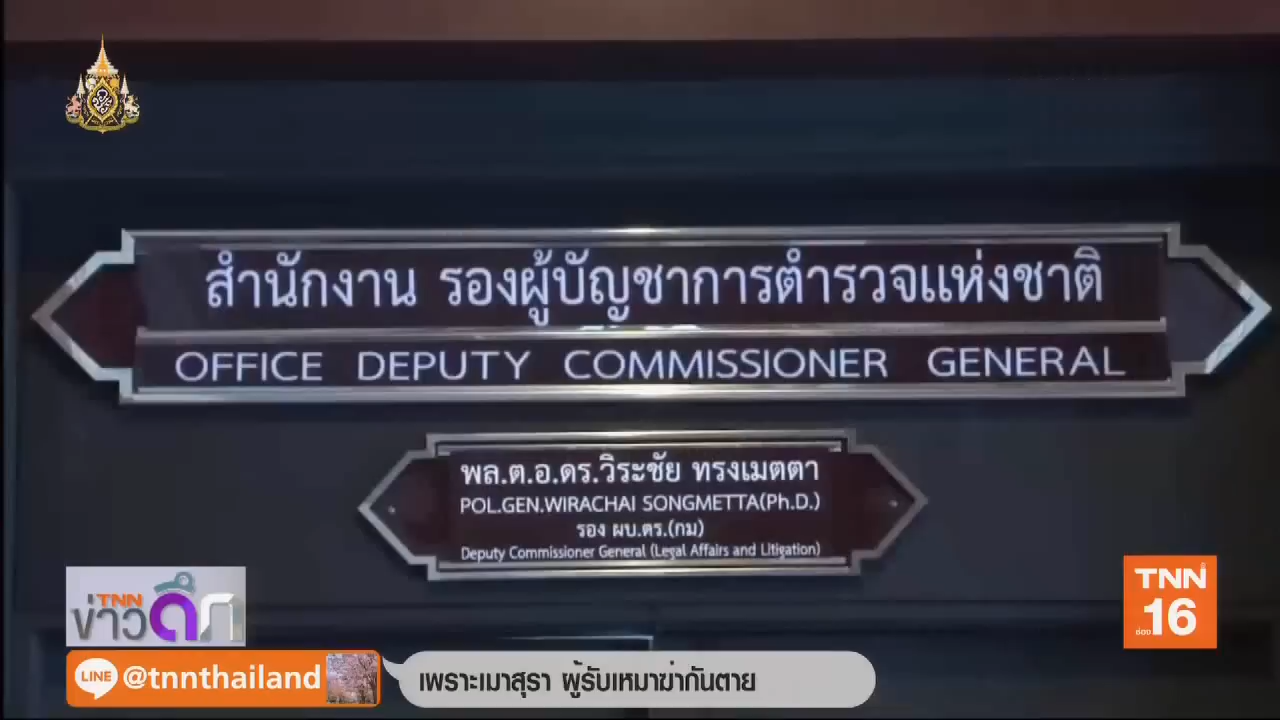 สำนักงาน รองผู้บัญชาการตำรวจแห่งชาติ
OFFICE DEPUTY COMMISSIONER GENERAL
พล.ต.อ.ดร.วิระชัย ทรงเมตตา
POL.GEN.WIRACHAI SONGMETTA(Ph.D.)
รอง ผบ.ตร.(กม)
Deputy Commissioner General (Legal Affairs and Litigation)
TNN
ข่าวดึก
TNN
ช่อง 16
LINE @tnnthailand
เพราะเมาสุรา ผู้รับเหมาฆ่ากันตาย